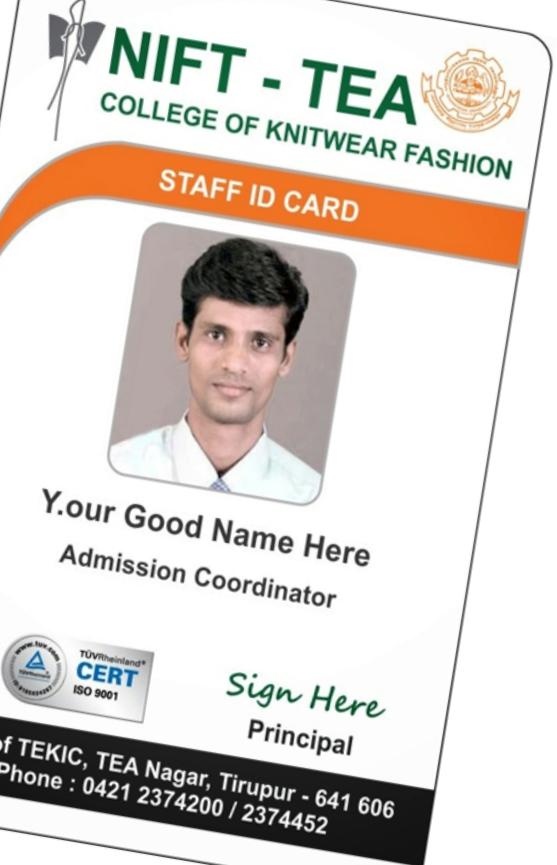 NIFT - TEA
COLLEGE OF KNITWEAR FASHION
STAFF ID CARD
Y.our Good Name Here
Admission Coordinator
www.tuv.com
TÜVRheinland®
CERT
ISO 9001
Sign Here
Principal
of TEKIC, TEA Nagar, Tirupur - 641 606
Phone : 0421 2374200 / 2374452